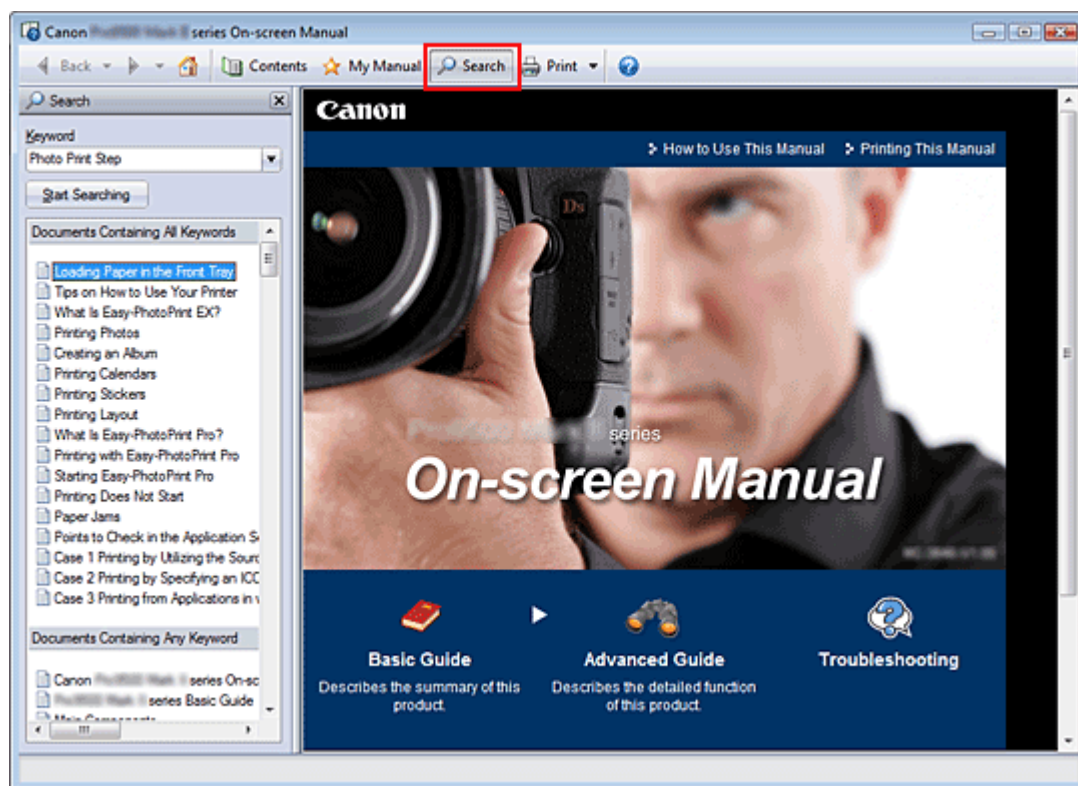 Canon series On-screen Manual
Back
Contents
My Manual
Search
Print
Search
Keyword
Photo Print Step
Start Searching
Documents Containing All Keywords
Loading Paper in the Front Tray
Tips on How to Use Your Printer
What Is Easy-PhotoPrint EX?
Printing Photos
Creating an Album
Printing Calendars
Printing Stickers
Printing Layout
What Is Easy-PhotoPrint Pro?
Printing with Easy-PhotoPrint Pro
Starting Easy-PhotoPrint Pro
Printing Does Not Start
Paper Jams
Points to Check in the Application S
Case 1 Printing by Utilizing the Sourc
Case 2 Printing by Specifying an ICC
Case 3 Printing from Applications in
Documents Containing Any Keyword
Canon series On-sc
series Basic Guide
Main Components
Canon
How to Use This Manual
Printing This Manual
Ds
series
On-screen Manual
Basic Guide
Describes the summary of this
product.
Advanced Guide
Describes the detailed function
of this product.
Troubleshooting